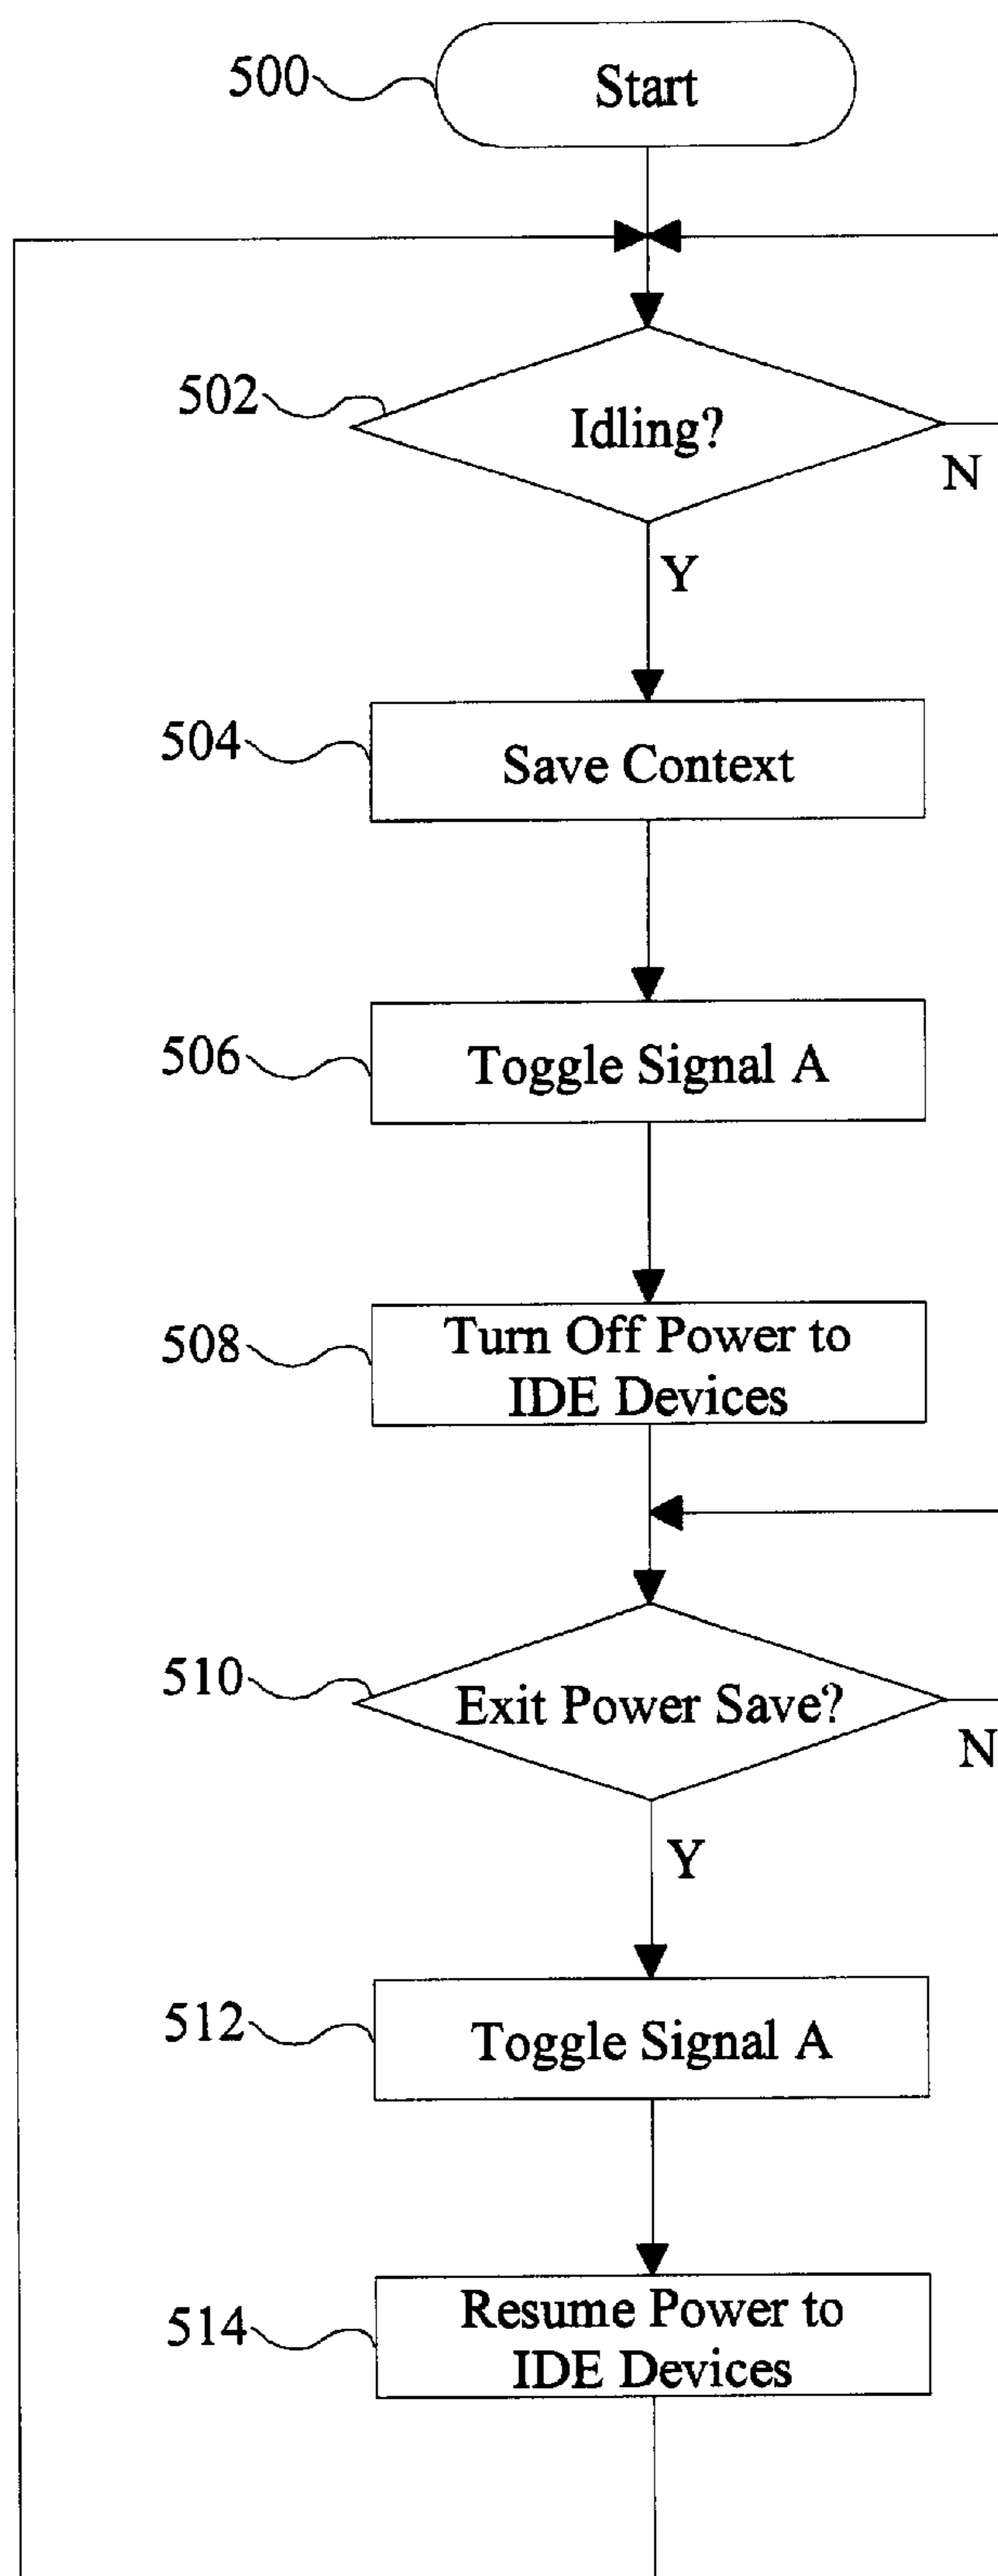 500
Start
502
Idling?
N
Y
504
Save Context
506
Toggle Signal A
508
Turn Off Power to
IDE Devices
510
Exit Power Save?
N
Y
512
Toggle Signal A
514
Resume Power to
IDE Devices